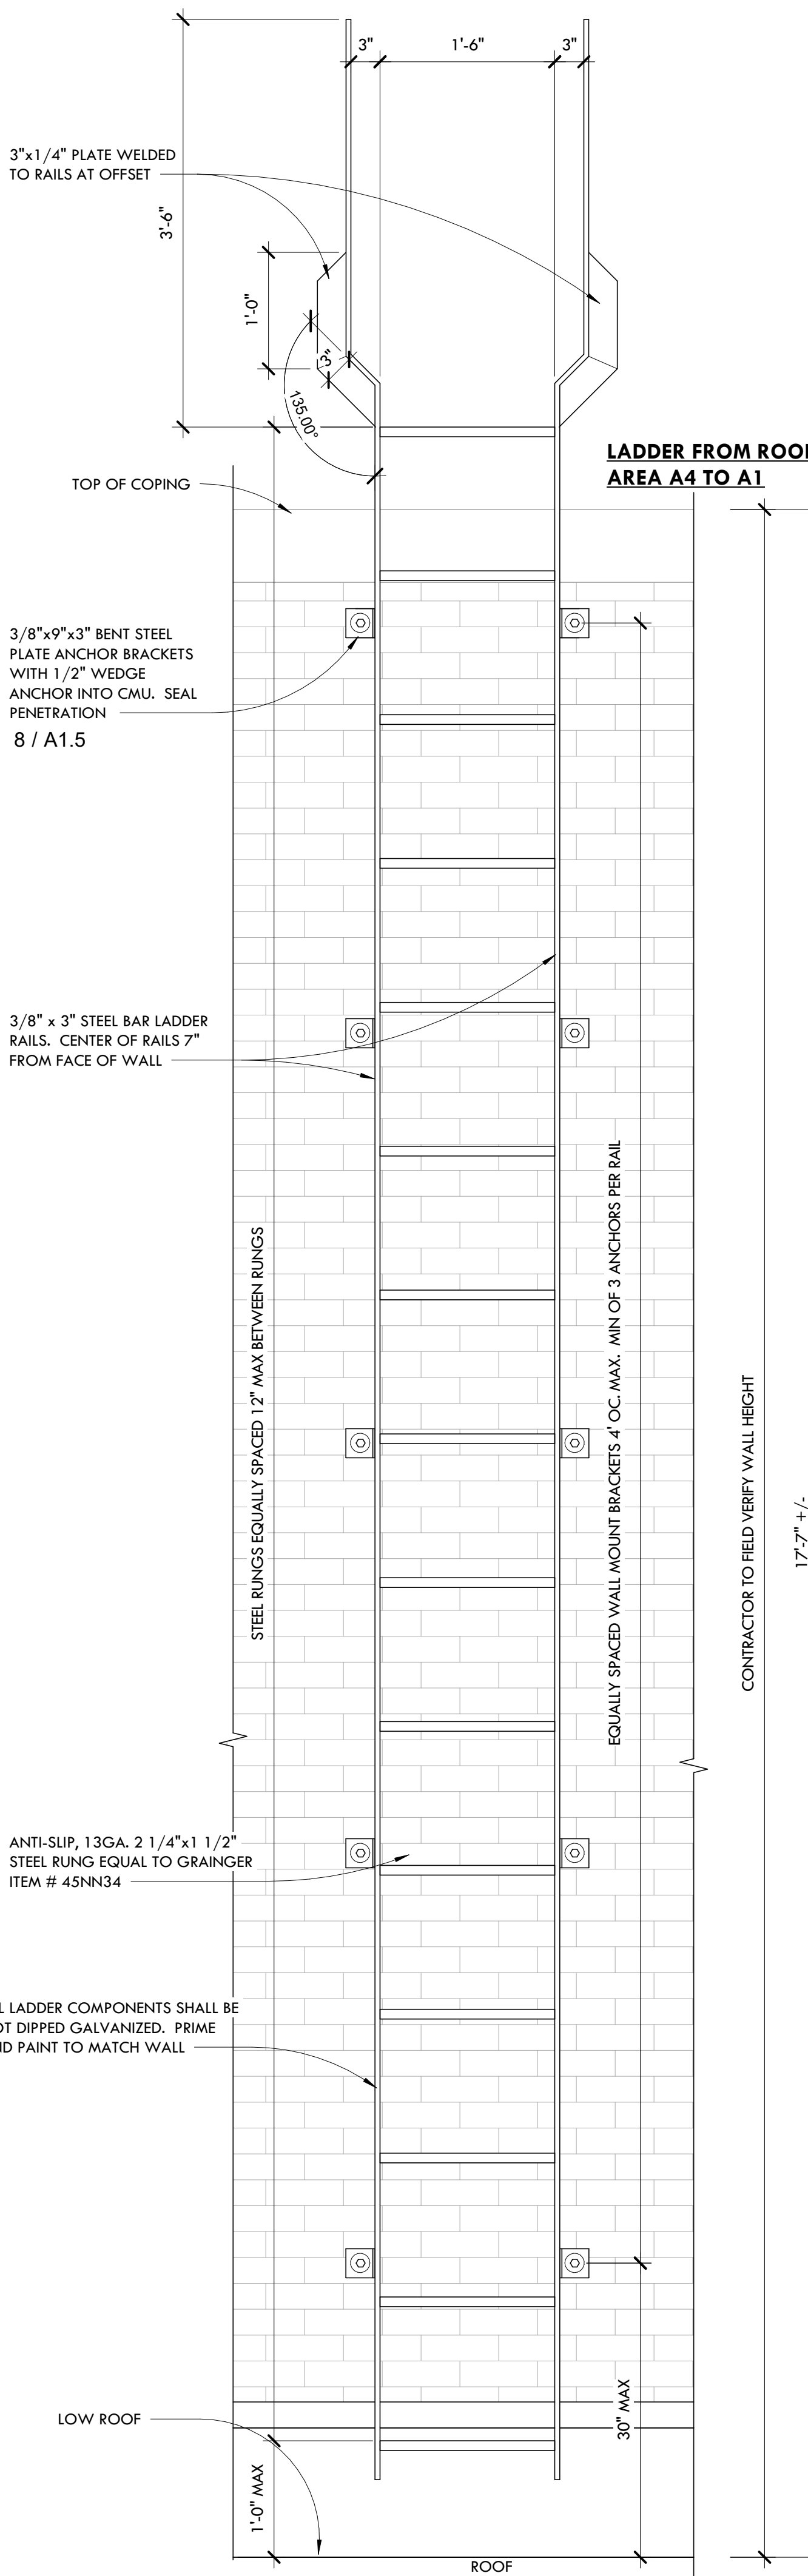 3"
1'-6"
3"
3"x1/4" PLATE WELDED
TO RAILS AT OFFSET
3'-6"
1'-0"
3"
135.00°
LADDER FROM ROOF
AREA A4 TO A1
TOP OF COPING
3/8"x9"x3" BENT STEEL
PLATE ANCHOR BRACKETS
WITH 1/2" WEDGE
ANCHOR INTO CMU. SEAL
PENETRATION
8 / A1.5
3/8" x 3" STEEL BAR LADDER
RAILS. CENTER OF RAILS 7"
FROM FACE OF WALL
STEEL RUNGS EQUALLY SPACED 12" MAX BETWEEN RUNGS
EQUALLY SPACED WALL MOUNT BRACKETS 4' OC. MAX. MIN OF 3 ANCHORS PER RAIL
CONTRACTOR TO FIELD VERIFY WALL HEIGHT
17'-7" +/-
ANTI-SLIP, 13GA. 2 1/4"x1 1/2"
STEEL RUNG EQUAL TO GRAINGER
ITEM # 45NN34
L LADDER COMPONENTS SHALL BE
OT DIPPED GALVANIZED. PRIME
ND PAINT TO MATCH WALL
LOW ROOF
1'-0" MAX
30" MAX
ROOF